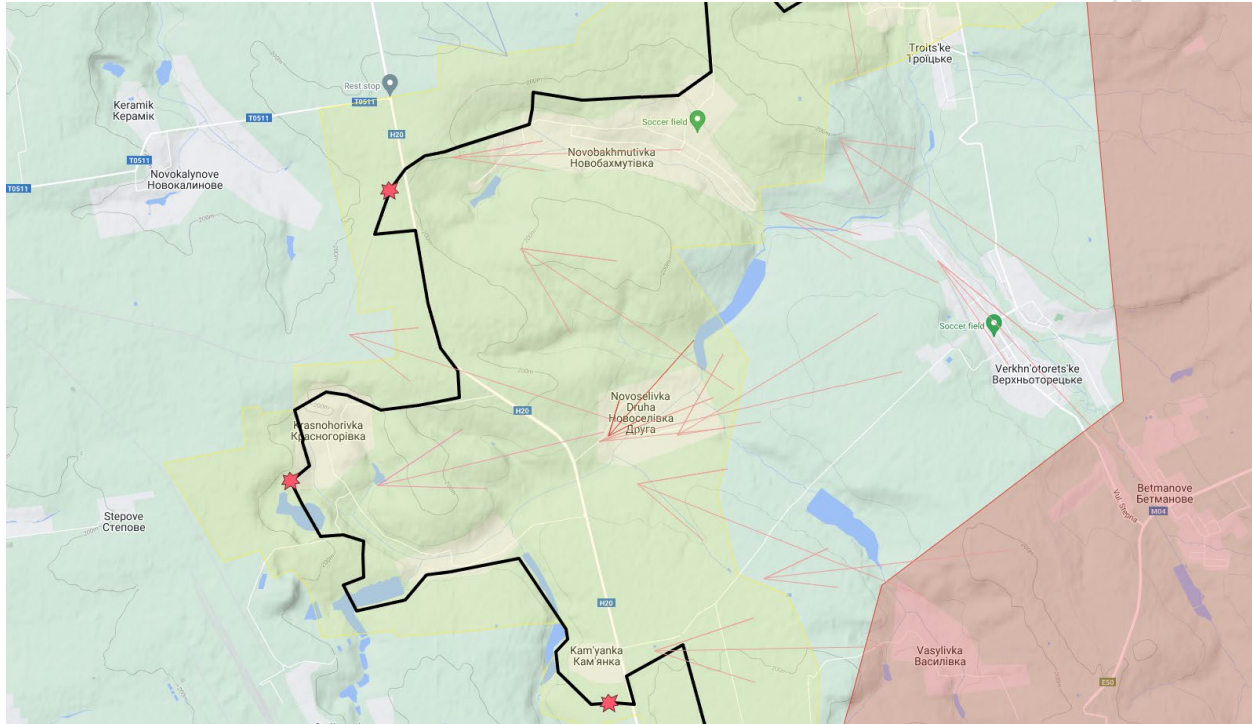 Troits'ke
Троїцьке
Rest stop
T0511
Keramik
Керамік
T0511
H20
Soccer field
Novobakhmutivka
Новобахмутівка
T0511
Novokalynove
Новокалинове
T0511
Soccer field
Verkhn'otorets'ke
Верхньоторецьке
Novoselivka
Druha
Новоселівка
Друга
H20
Krasnohorivka
Красногорівка
Betmanove
Бетманове
M04
Vul. Stepna
Stepove
Степове
H20
Kam'yanka
Кам'янка
Vasylivka
Василівка
E50